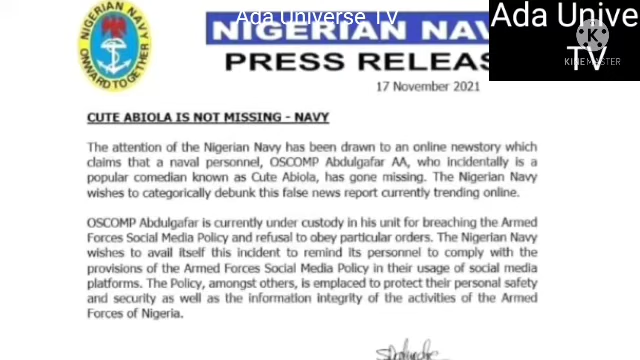 Ada Universe TV
Ada Unive
TV
KINEMASTER
NIGERIAN NAVY
ONWARD TOGETHER
NIGERIAN NAV
PRESS RELEAS
17 November 2021
CUTE ABIOLA IS NOT MISSING - NAVY
The attention of the Nigerian Navy has been drawn to an online newstory which
claims that a naval personnel, OSCOMP Abdulgafar AA, who incidentally is a
popular comedian known as Cute Abiola, has gone missing. The Nigerian Navy
wishes to categorically debunk this false news report currently trending online.
OSCOMP Abdulgafar is currently under custody in his unit for breaching the Armed
Forces Social Media Policy and refusal to obey particular orders. The Nigerian Navy
wishes to avail itself this incident to remind its personnel to comply with the
provisions of the Armed Forces Social Media Policy in their usage of social media
platforms. The Policy, amongst others, is emplaced to protect their personal safety
and security as well as the information integrity of the activities of the Armed
Forces of Nigeria.